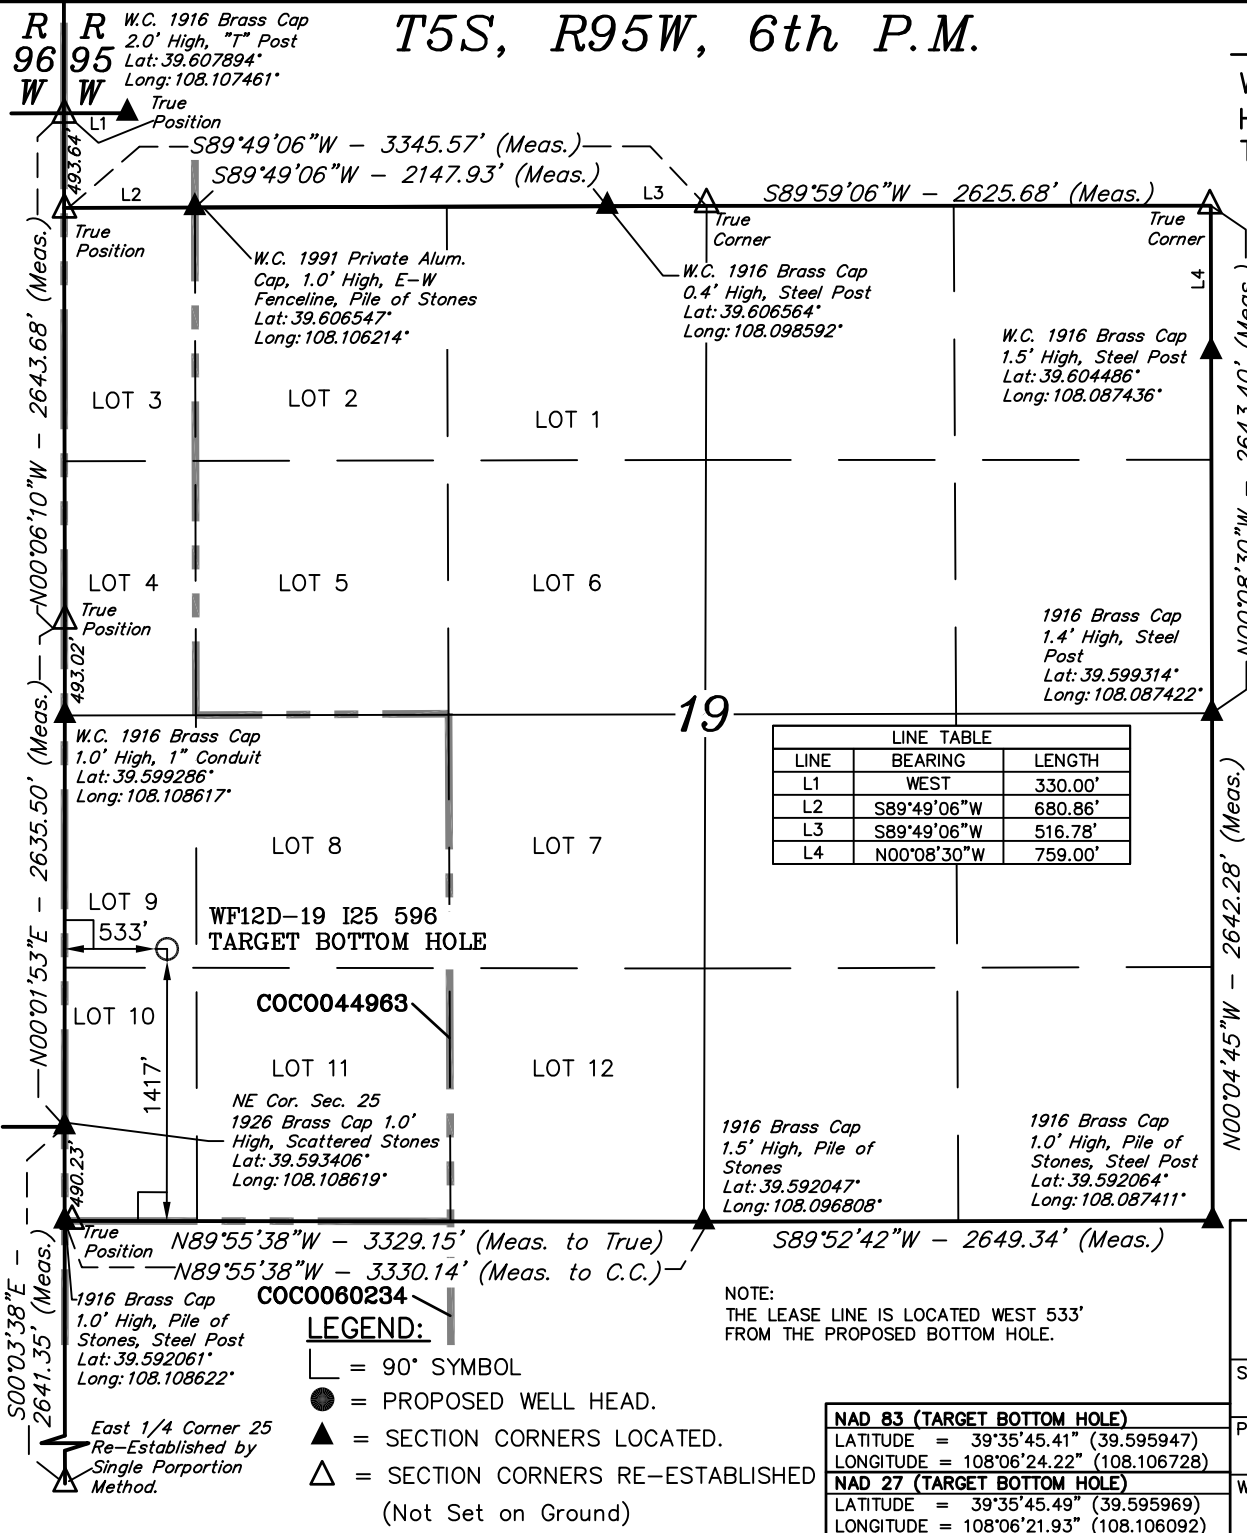 T5S, R95W, 6th P.M.
R
96
W
R
95
W
W.C. 1916 Brass Cap
2.0' High, "T" Post
Lat: 39.607894°
Long: 108.107461°
True
Position
L1
493.64'
S89°49'06"W - 3345.57' (Meas.)
S89°49'06"W - 2147.93' (Meas.)
L2
L3
S89°59'06"W - 2625.68' (Meas.)
True
Position
True
Corner
True
Corner
L4
W.C. 1991 Private Alum.
Cap, 1.0' High, E-W
Fenceline, Pile of Stones
Lat: 39.606547°
Long: 108.106214°
W.C. 1916 Brass Cap
0.4' High, Steel Post
Lat: 39.606564°
Long: 108.098592°
W.C. 1916 Brass Cap
1.5' High, Steel Post
Lat: 39.604486°
Long: 108.087436°
N00°06'10"W - 2643.68' (Meas.)
N00°08'30"W - 2643.40' (Meas.)
LOT 3
LOT 2
LOT 1
LOT 4
LOT 5
LOT 6
True
Position
493.02'
1916 Brass Cap
1.4' High, Steel
Post
Lat: 39.599314°
Long: 108.087422°
19
W.C. 1916 Brass Cap
1.0' High, 1" Conduit
Lat: 39.599286°
Long: 108.108617°
LINE TABLE
LINE BEARING LENGTH
L1 WEST 330.00'
L2 S89°49'06"W 680.86'
L3 S89°49'06"W 516.78'
L4 N00°08'30"W 759.00'
N00°01'53"E - 2635.50' (Meas.)
N00°04'45"W - 2642.28' (Meas.)
LOT 8
LOT 7
LOT 9
533'
WF12D-19 I25 596
TARGET BOTTOM HOLE
COC0044963
LOT 10
LOT 11
LOT 12
1417'
NE Cor. Sec. 25
1926 Brass Cap 1.0'
High, Scattered Stones
Lat: 39.593406°
Long: 108.108619°
1916 Brass Cap
1.5' High, Pile of
Stones
Lat: 39.592047°
Long: 108.096808°
1916 Brass Cap
1.0' High, Pile of
Stones, Steel Post
Lat: 39.592064°
Long: 108.087411°
490.23'
True
Position
N89°55'38"W - 3329.15' (Meas. to True)
N89°55'38"W - 3330.14' (Meas. to C.C.)
S89°52'42"W - 2649.34' (Meas.)
COC0060234
S00°03'38"E -
2641.35' (Meas.)
1916 Brass Cap
1.0' High, Pile of
Stones, Steel Post
Lat: 39.592061°
Long: 108.108622°
NOTE:
THE LEASE LINE IS LOCATED WEST 533'
FROM THE PROPOSED BOTTOM HOLE.
LEGEND:
= 90° SYMBOL
= PROPOSED WELL HEAD.
= SECTION CORNERS LOCATED.
= SECTION CORNERS RE-ESTABLISHED
(Not Set on Ground)
East 1/4 Corner 25
Re-Established by
Single Porportion
Method.
NAD 83 (TARGET BOTTOM HOLE)
LATITUDE = 39°35'45.41" (39.595947)
LONGITUDE = 108°06'24.22" (108.106728)
NAD 27 (TARGET BOTTOM HOLE)
LATITUDE = 39°35'45.49" (39.595969)
LONGITUDE = 108°06'21.93" (108.106092)